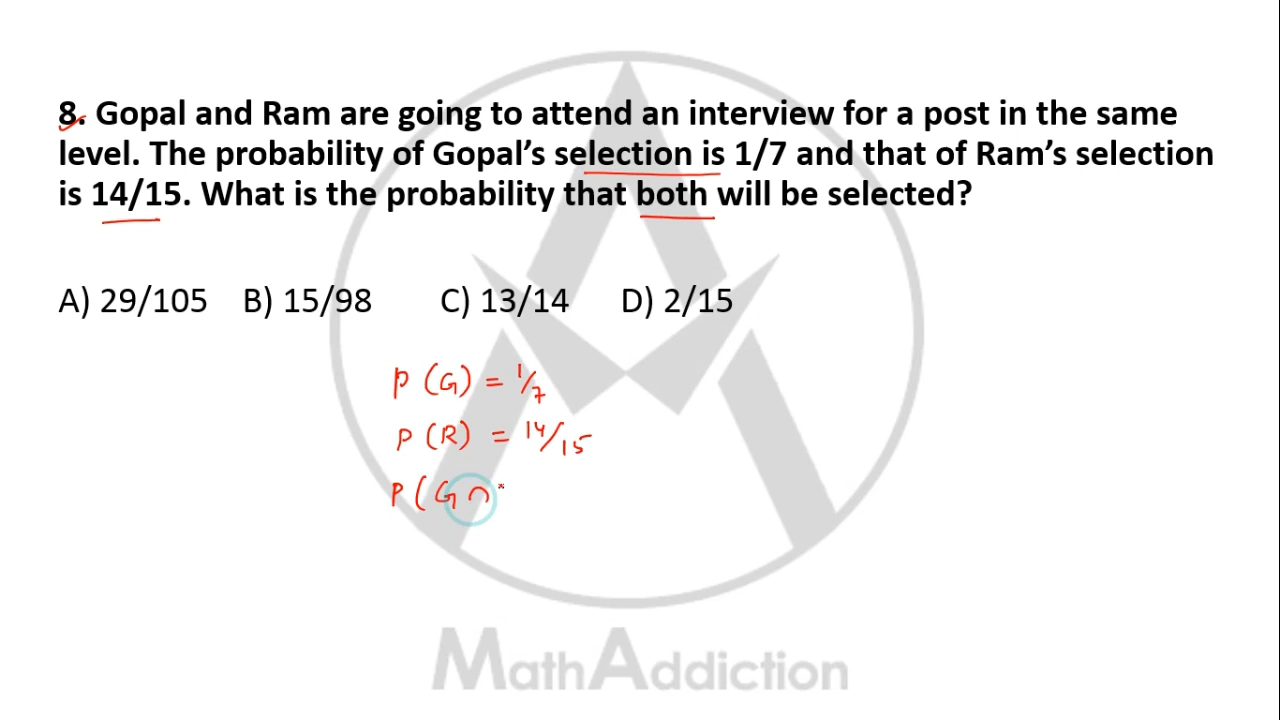 8. Gopal and Ram are going to attend an interview for a post in the same
level. The probability of Gopal’s selection is 1/7 and that of Ram’s selection
is 14/15. What is the probability that both will be selected?
A) 29/105 B) 15/98 C) 13/14 D) 2/15
P (G) = 1/7
P (R) = 14/15
P (G ∩
MathAddiction